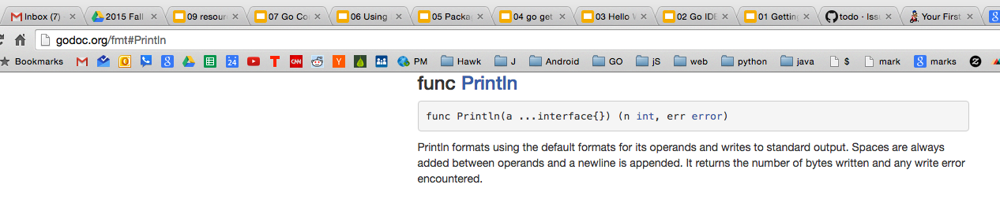 Inbox (7)
2015 Fall
09 resour
07 Go Co
06 Using
05 Packa
04 go get
03 Hello
02 Go IDE
01 Getting
todo · Iss
Your First
godoc.org/fmt#Println
Bookmarks
24
CNN
PM
Hawk
J
Android
GO
jS
web
python
java
$
mark
marks
func Println
func Println(a ...interface{}) (n int, err error)
Println formats using the default formats for its operands and writes to standard output. Spaces are always
added between operands and a newline is appended. It returns the number of bytes written and any write error
encountered.